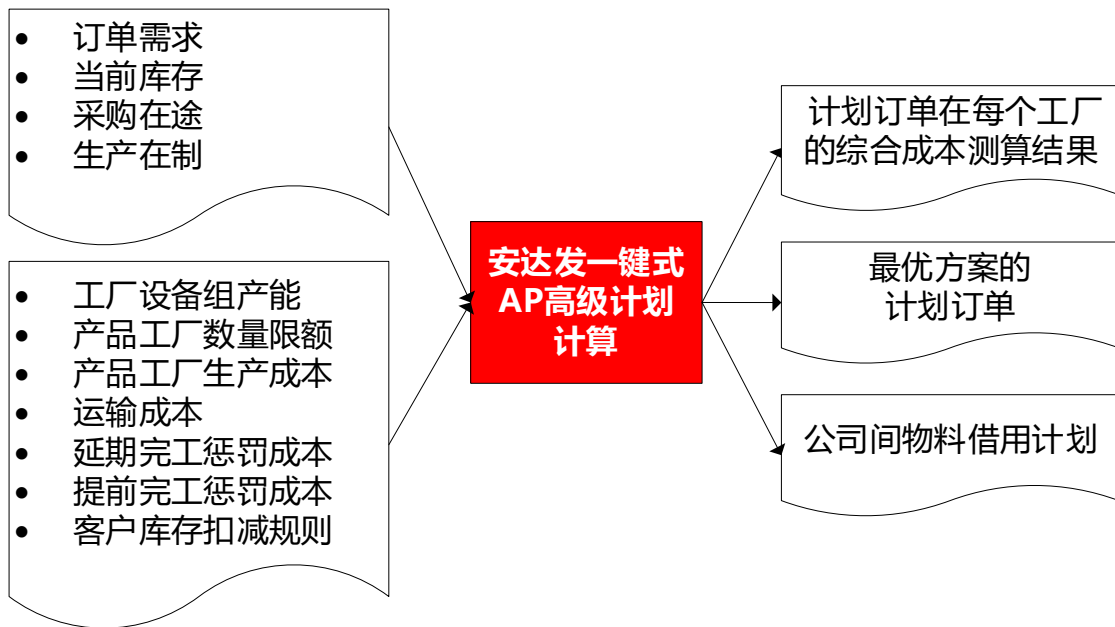 订单需求
当前库存
采购在途
生产在制
工厂设备组产能
产品工厂数量限额
产品工厂生产成本
运输成本
延期完工惩罚成本
提前完工惩罚成本
客户库存扣减规则
安达发一键式
AP高级计划
计算
计划订单在每个工厂
的综合成本测算结果
最优方案的
计划订单
公司间物料借用计划